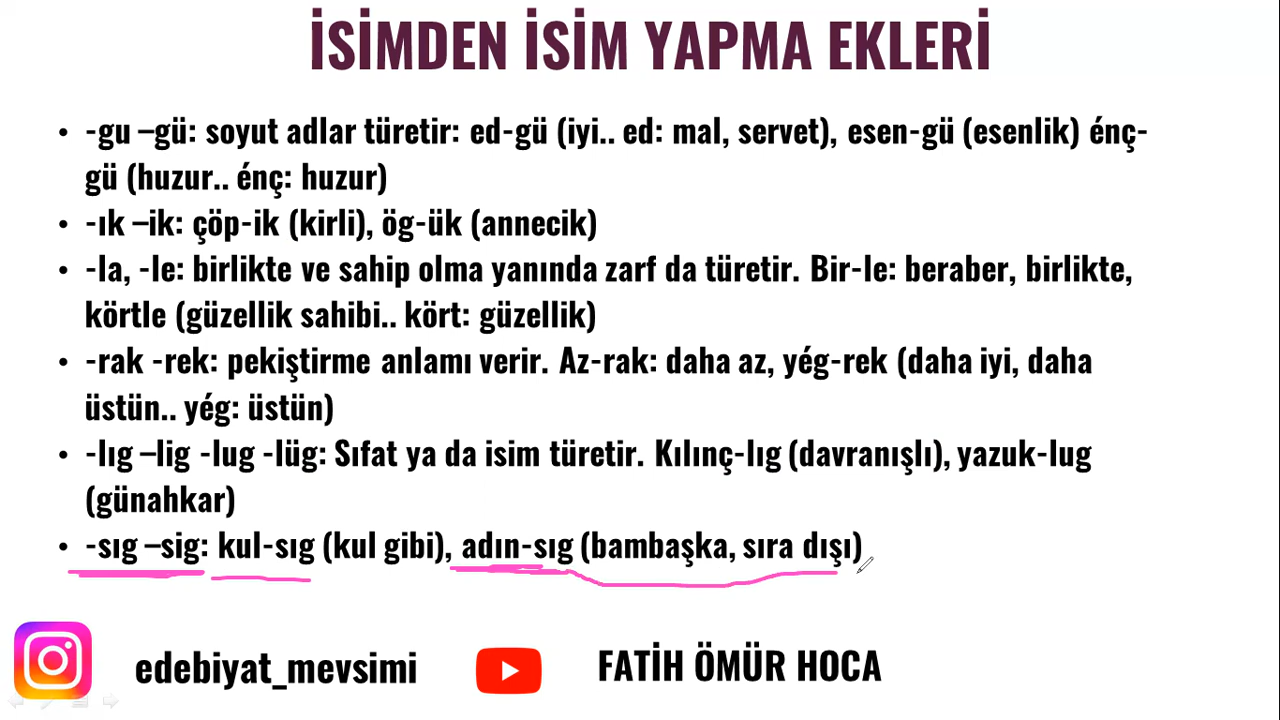 İSİMDEN İSİM YAPMA EKLERİ
• -gu –gü: soyut adlar türetir: ed-gü (iyi.. ed: mal, servet), esen-gü (esenlik) énç-
gü (huzur.. énç: huzur)
• -ık –ik: çöp-ik (kirli), ög-ük (annecik)
• -la, -le: birlikte ve sahip olma yanında zarf da türetir. Bir-le: beraber, birlikte,
körtle (güzellik sahibi.. kört: güzellik)
• -rak -rek: pekiştirme anlamı verir. Az-rak: daha az, yég-rek (daha iyi, daha
üstün.. yég: üstün)
• -lıg –lig -lug -lüg: Sıfat ya da isim türetir. Kılınç-lıg (davranışlı), yazuk-lug
(günahkar)
• -sıg –sig: kul-sıg (kul gibi), adın-sıg (bambaşka, sıra dışı)
edebiyat_mevsimi
FATİH ÖMÜR HOCA